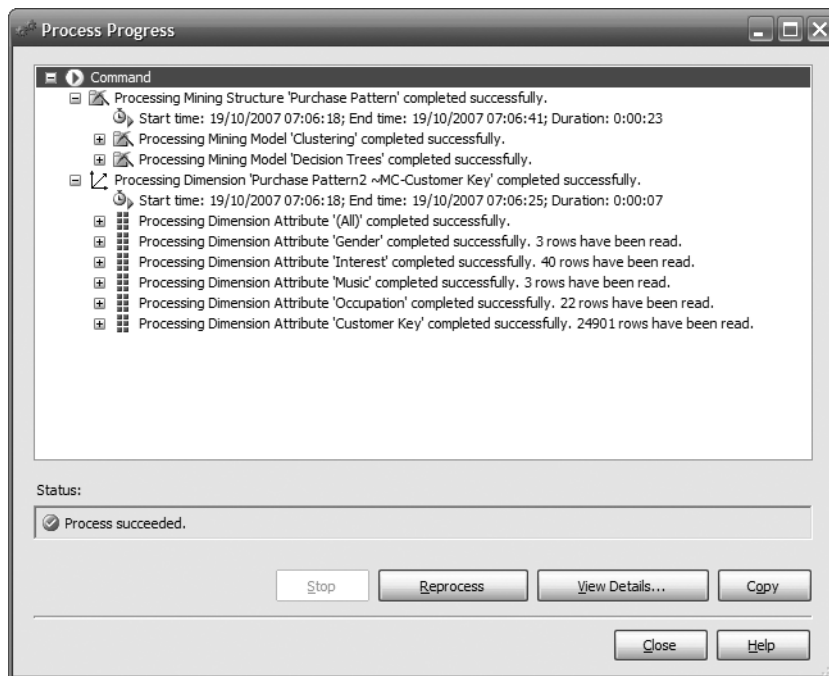 Process Progress
Command
Processing Mining Structure 'Purchase Pattern' completed successfully.
Start time: 19/10/2007 07:06:18; End time: 19/10/2007 07:06:41; Duration: 0:00:23
Processing Mining Model 'Clustering' completed successfully.
Processing Mining Model 'Decision Trees' completed successfully.
Processing Dimension 'Purchase Pattern2 ~MC-Customer Key' completed successfully.
Start time: 19/10/2007 07:06:18; End time: 19/10/2007 07:06:25; Duration: 0:00:07
Processing Dimension Attribute '(All)' completed successfully.
Processing Dimension Attribute 'Gender' completed successfully. 3 rows have been read.
Processing Dimension Attribute 'Interest' completed successfully. 40 rows have been read.
Processing Dimension Attribute 'Music' completed successfully. 3 rows have been read.
Processing Dimension Attribute 'Occupation' completed successfully. 22 rows have been read.
Processing Dimension Attribute 'Customer Key' completed successfully. 24901 rows have been read.
Status:
Process succeeded.
Stop Reprocess View Details... Copy
Close Help